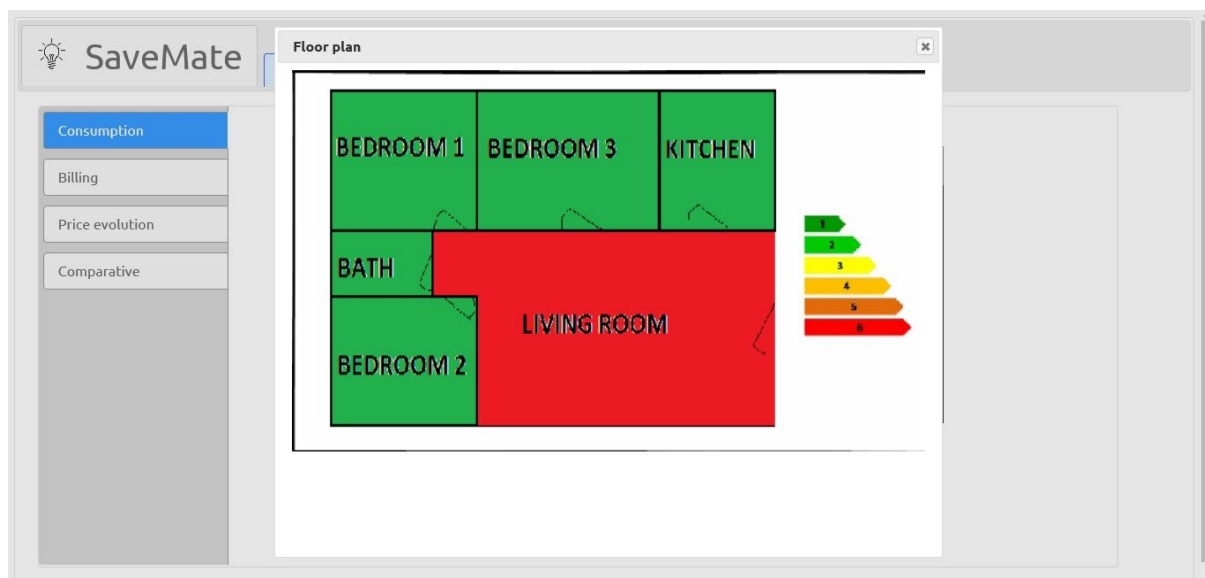 SaveMate
Floor plan
Consumption
Billing
Price evolution
Comparative
BEDROOM 1
BEDROOM 3
KITCHEN
BATH
LIVING ROOM
BEDROOM 2
1
2
3
4
5
6